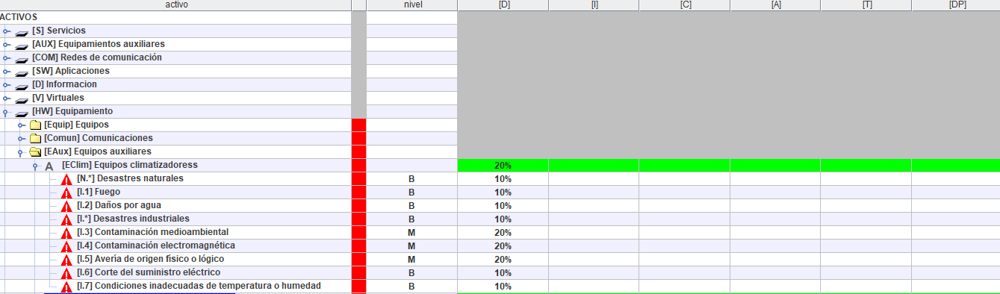 activo nivel [D] [I] [C] [A] [T] [DP]
ACTIVOS
[S] Servicios
[AUX] Equipamientos auxiliares
[COM] Redes de comunicación
[SW] Aplicaciones
[D] Informacion
[V] Virtuales
[HW] Equipamiento
[Equip] Equipos
[Comun] Comunicaciones
[EAux] Equipos auxiliares
A [EClim] Equipos climatizadoress 20%
[N.*] Desastres naturales B 10%
[I.1] Fuego B 10%
[I.2] Daños por agua B 10%
[I.*] Desastres industriales B 10%
[I.3] Contaminación medioambiental M 20%
[I.4] Contaminación electromagnética M 20%
[I.5] Avería de origen físico o lógico M 20%
[I.6] Corte del suministro eléctrico B 10%
[I.7] Condiciones inadecuadas de temperatura o humedad B 10%